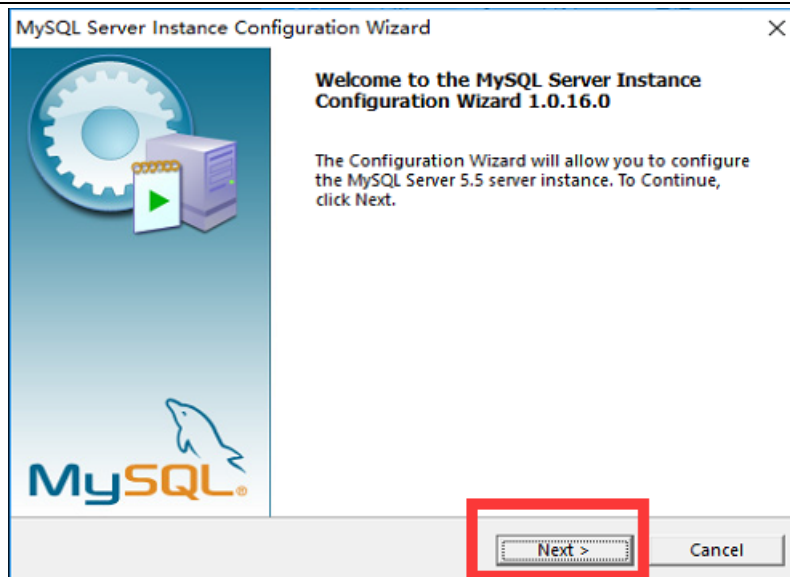 MySQL Server Instance Configuration Wizard
Welcome to the MySQL Server Instance
Configuration Wizard 1.0.16.0
The Configuration Wizard will allow you to configure
the MySQL Server 5.5 server instance. To Continue,
click Next.
MySQL®
Next >
Cancel